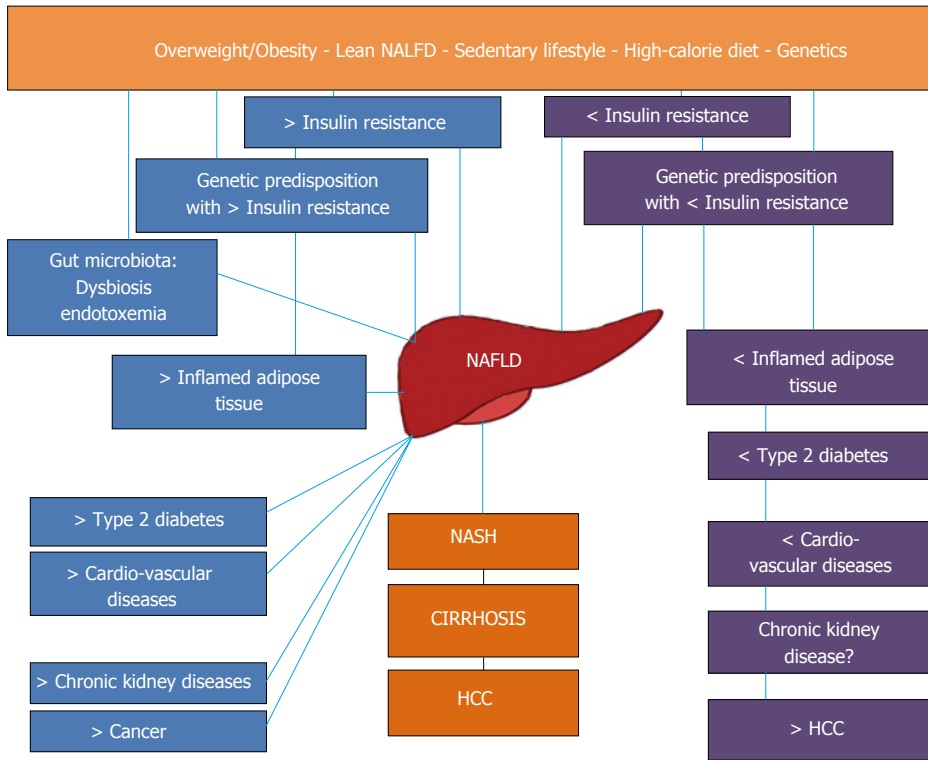 Overweight/Obesity - Lean NALFD - Sedentary lifestyle - High-calorie diet - Genetics
> Insulin resistance
< Insulin resistance
Genetic predisposition
with > Insulin resistance
Genetic predisposition
with < Insulin resistance
Gut microbiota:
Dysbiosis
endotoxemia
NAFLD
> Inflamed adipose
tissue
< Inflamed adipose
tissue
< Type 2 diabetes
> Type 2 diabetes
> Cardio-vascular
diseases
> Chronic kidney diseases
> Cancer
NASH
CIRRHOSIS
HCC
< Cardio-
vascular diseases
Chronic kidney
disease?
> HCC